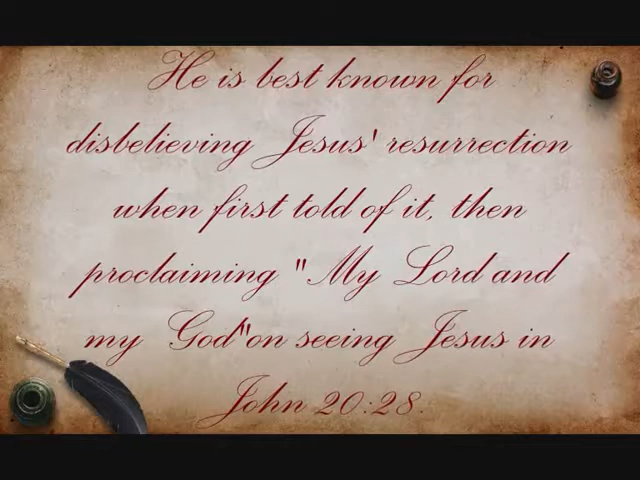 He is best known for
disbelieving Jesus' resurrection
when first told of it, then
proclaiming "My Lord and
my God"on seeing Jesus in
John 20:28.